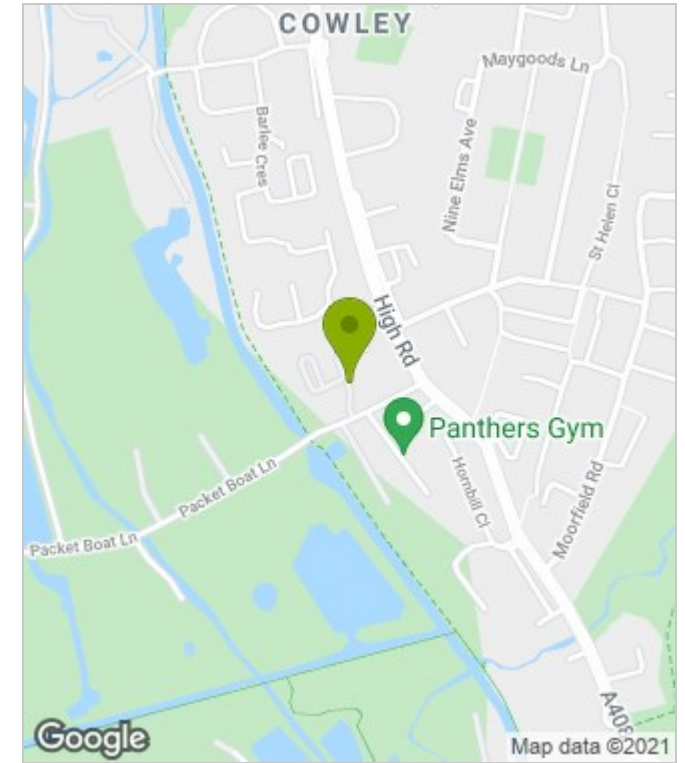 COWLEY
Maygoods Ln
Barlee Cres
Nine Elms Ave
St Helen Cl
High Rd
Panthers Gym
Packet Boat Ln
Hornbill Cl
Moorfield Rd
Packet Boat Ln
A408
Google
Map data ©2021